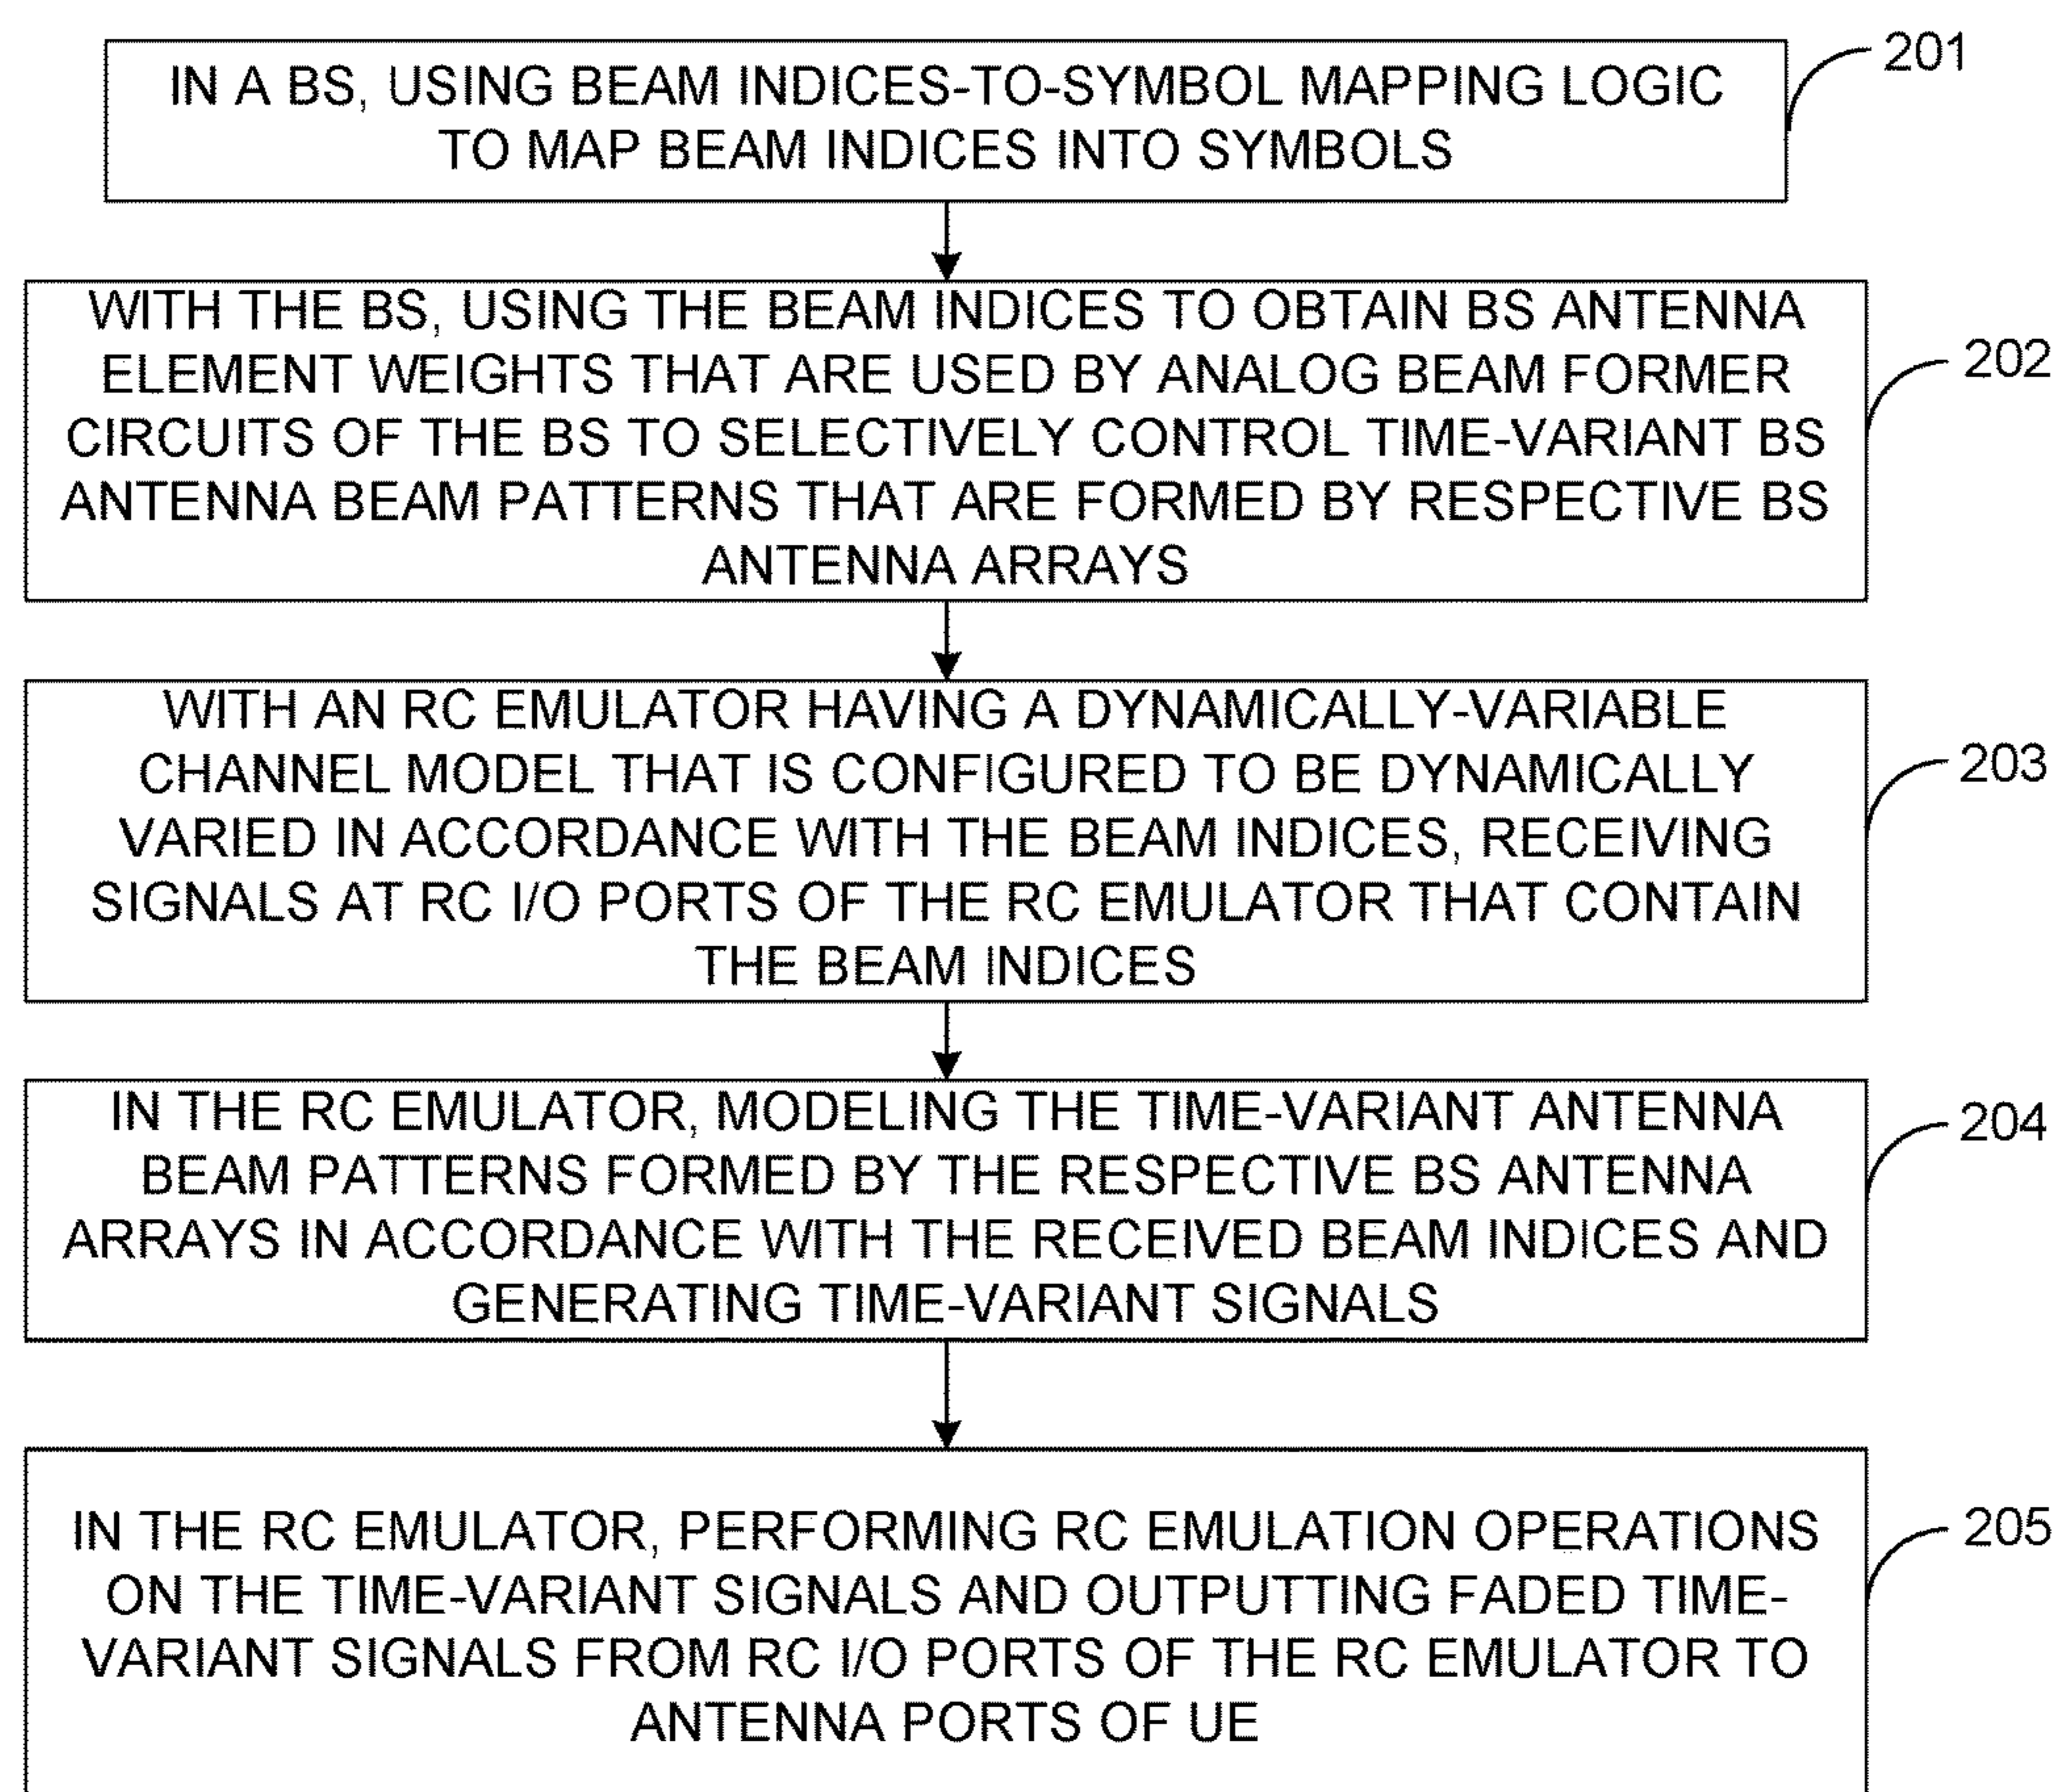 IN A BS, USING BEAM INDICES-TO-SYMBOL MAPPING LOGIC
TO MAP BEAM INDICES INTO SYMBOLS
201
WITH THE BS, USING THE BEAM INDICES TO OBTAIN BS ANTENNA
ELEMENT WEIGHTS THAT ARE USED BY ANALOG BEAM FORMER
CIRCUITS OF THE BS TO SELECTIVELY CONTROL TIME-VARIANT BS
ANTENNA BEAM PATTERNS THAT ARE FORMED BY RESPECTIVE BS
ANTENNA ARRAYS
202
WITH AN RC EMULATOR HAVING A DYNAMICALLY-VARIABLE
CHANNEL MODEL THAT IS CONFIGURED TO BE DYNAMICALLY
VARIED IN ACCORDANCE WITH THE BEAM INDICES, RECEIVING
SIGNALS AT RC I/O PORTS OF THE RC EMULATOR THAT CONTAIN
THE BEAM INDICES
203
IN THE RC EMULATOR, MODELING THE TIME-VARIANT ANTENNA
BEAM PATTERNS FORMED BY THE RESPECTIVE BS ANTENNA
ARRAYS IN ACCORDANCE WITH THE RECEIVED BEAM INDICES AND
GENERATING TIME-VARIANT SIGNALS
204
IN THE RC EMULATOR, PERFORMING RC EMULATION OPERATIONS
ON THE TIME-VARIANT SIGNALS AND OUTPUTTING FADED TIME-
VARIANT SIGNALS FROM RC I/O PORTS OF THE RC EMULATOR TO
ANTENNA PORTS OF UE
205